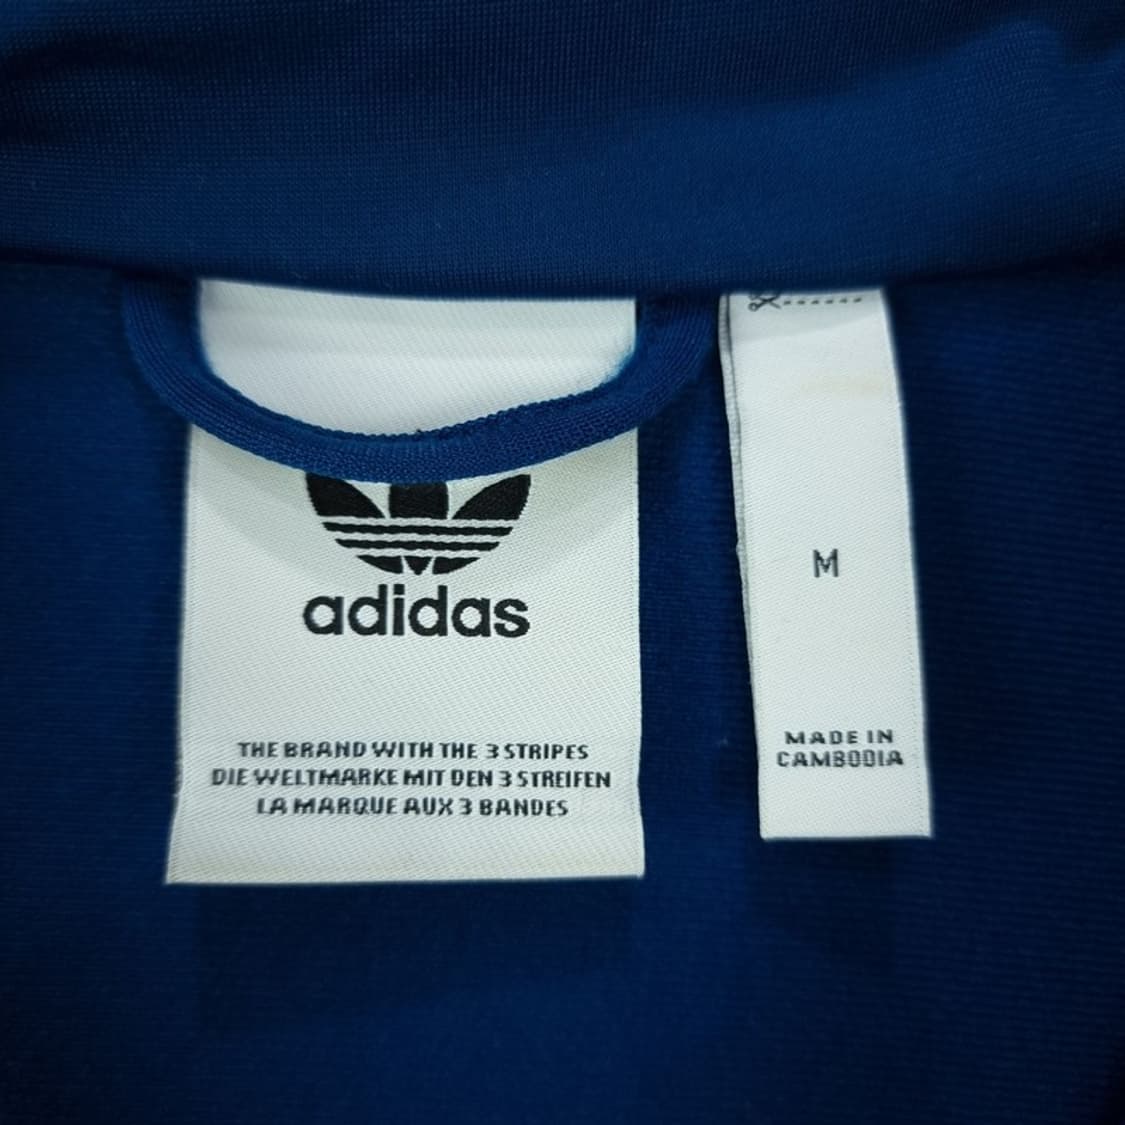 adidas
THE BRAND WITH THE 3 STRIPES
DIE WELTMARKE MIT DEN 3 STREIFEN
LA MARQUE AUX 3 BANDES
M
MADE IN
CAMBODIA